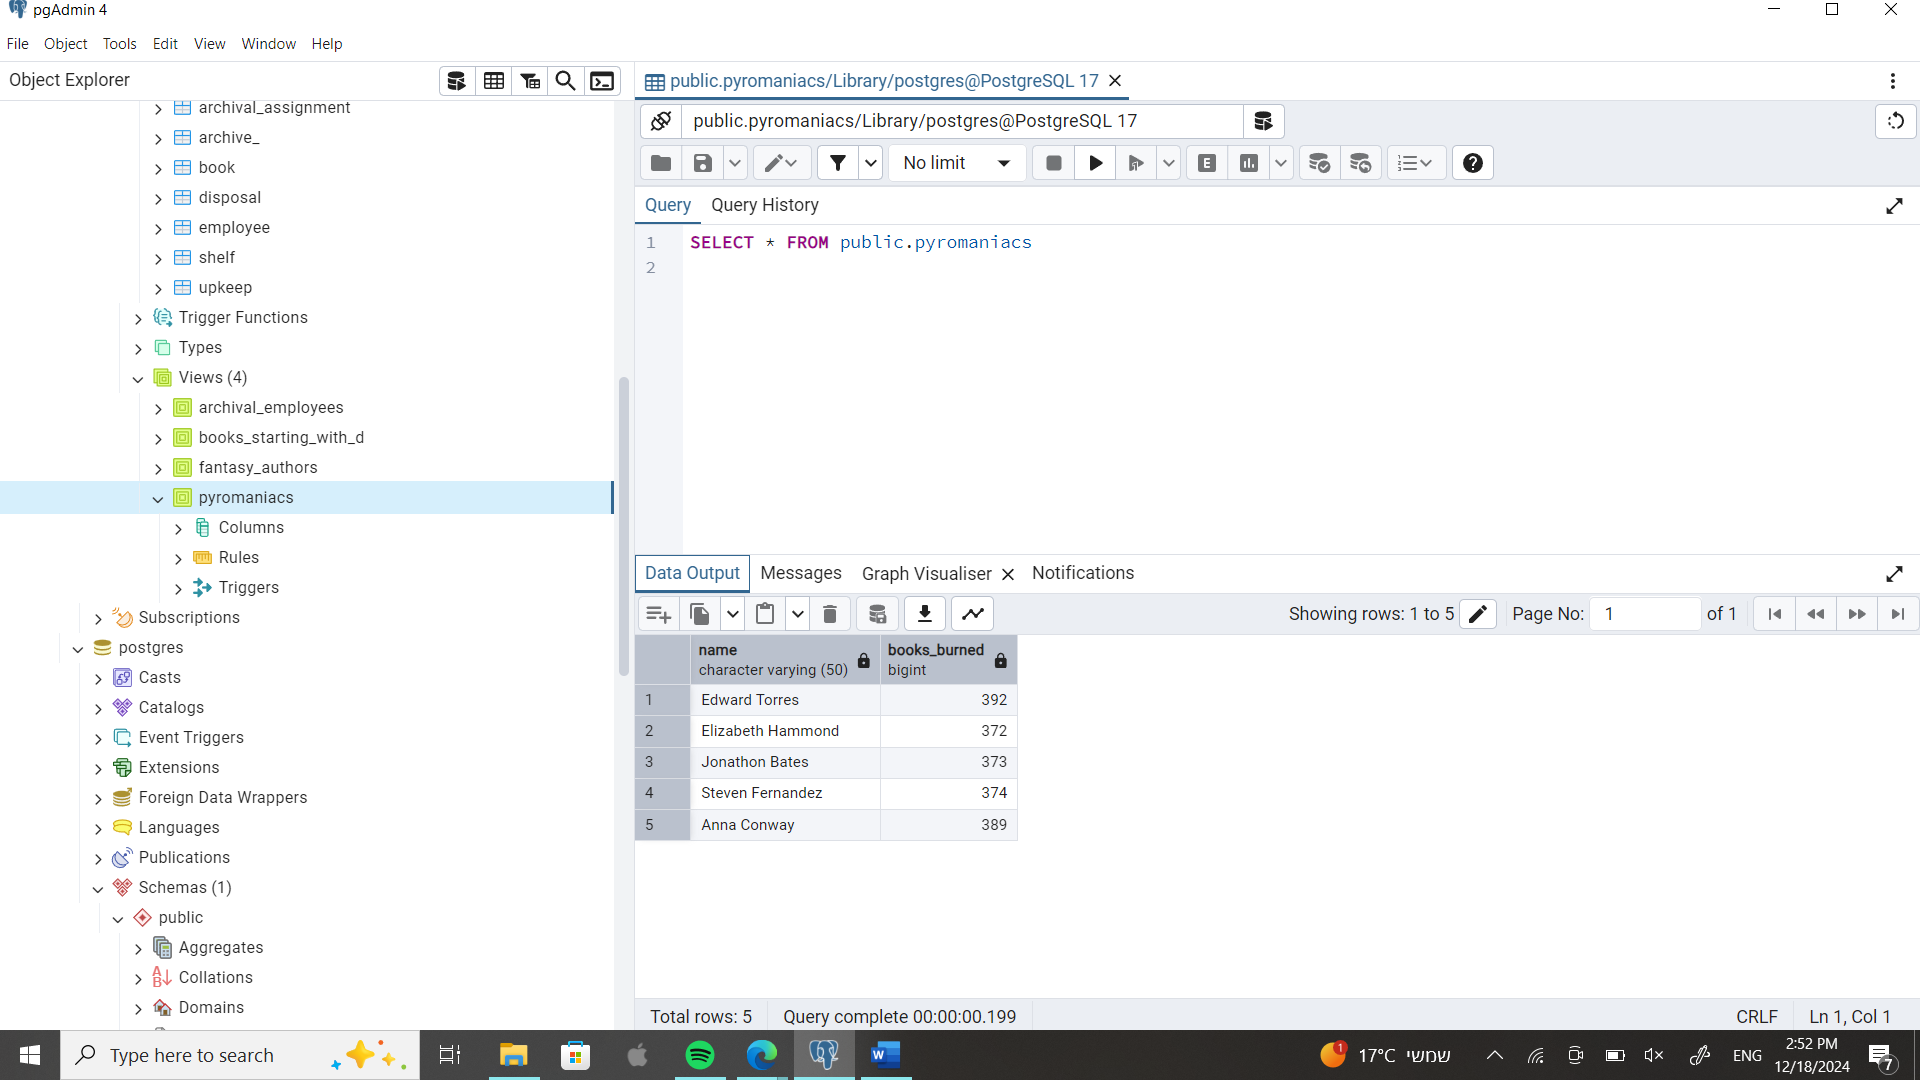 pgAdmin 4
File Object Tools Edit View Window Help
Object Explorer
archival_assignment
archive_
book
disposal
employee
shelf
upkeep
Trigger Functions
Types
Views (4)
archival_employees
books_starting_with_d
fantasy_authors
pyromaniacs
Columns
Rules
Triggers
Subscriptions
postgres
Casts
Catalogs
Event Triggers
Extensions
Foreign Data Wrappers
Languages
Publications
Schemas (1)
public
Aggregates
Collations
Domains
public.pyromaniacs/Library/postgres@PostgreSQL 17
public.pyromaniacs/Library/postgres@PostgreSQL 17
No limit
E
Query Query History
1 SELECT * FROM public.pyromaniacs
2
Data Output Messages Graph Visualiser Notifications
Showing rows: 1 to 5 Page No: 1 of 1
name books_burned
character varying (50) bigint
1 Edward Torres 392
2 Elizabeth Hammond 372
3 Jonathon Bates 373
4 Steven Fernandez 374
5 Anna Conway 389
Total rows: 5 Query complete 00:00:00.199 CRLF Ln 1, Col 1
Type here to search
1 17°C שמשי ENG 2:52 PM
12/18/2024 7